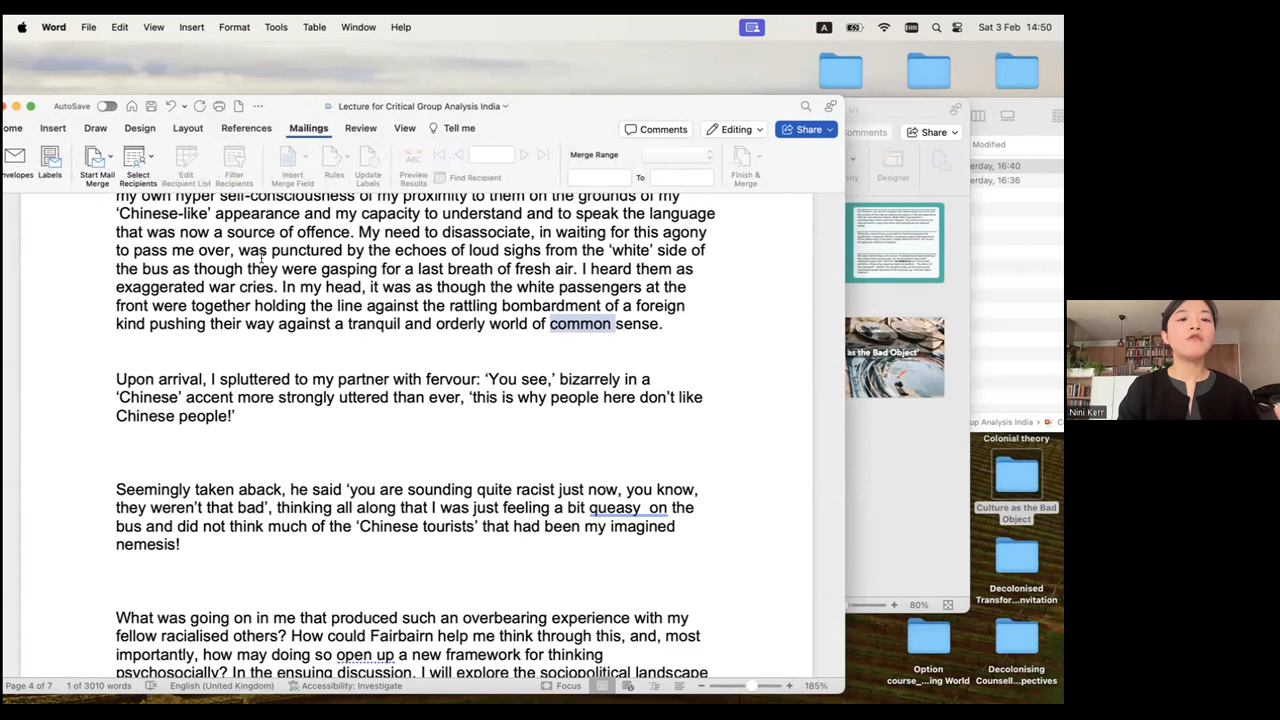 Word File Edit View Insert Format Tools Table Window Help
A
Sat 3 Feb 14:50
AutoSave
Lecture for Critical Group Analysis India
ome Insert Draw Design Layout References Mailings Review View Tell me
Comments Editing Share
nvelopes Labels Start Mail Merge Select Recipients Edit Recipient List Filter Recipients Insert Merge Field Rules Update Labels
ABC
Preview Results Find Recipient
Merge Range
To
Finish & Merge
omments Share
Designer
Modified
erday, 16:40
erday, 16:36
my own hyper self-consciousness of my proximity to them on the grounds of my
‘Chinese-like’ appearance and my capacity to understand and to speak the language
that was the source of offence. My need to disassociate, in waiting for this agony
to pass me over, was punctured by the echoes of loud sighs from the ‘white’ side of
the bus as though they were gasping for a last breath of fresh air. I heard them as
exaggerated war cries. In my head, it was as though the white passengers at the
front were together holding the line against the rattling bombardment of a foreign
kind pushing their way against a tranquil and orderly world of common sense.
Upon arrival, I spluttered to my partner with fervour: ‘You see,’ bizarrely in a
‘Chinese’ accent more strongly uttered than ever, ‘this is why people here don’t like
Chinese people!’
Seemingly taken aback, he said ‘you are sounding quite racist just now, you know,
they weren’t that bad’, thinking all along that I was just feeling a bit queasy on the
bus and did not think much of the ‘Chinese tourists’ that had been my imagined
nemesis!
What was going on in me that produced such an overbearing experience with my
fellow racialised others? How could Fairbairn help me think through this, and, most
importantly, how may doing so open up a new framework for thinking
psychosocially? In the ensuing discussion, I will explore the sociopolitical landscape
Page 4 of 7 1 of 3010 words English (United Kingdom) Accessibility: Investigate Focus 185%
as the Bad Object’
80%
up Analysis India
Colonial theory
Culture as the Bad
Object
Decolonised
Transfor...nvitation
Option
course_...ing World
Decolonising
Counsell...pectives
Nini Kerr